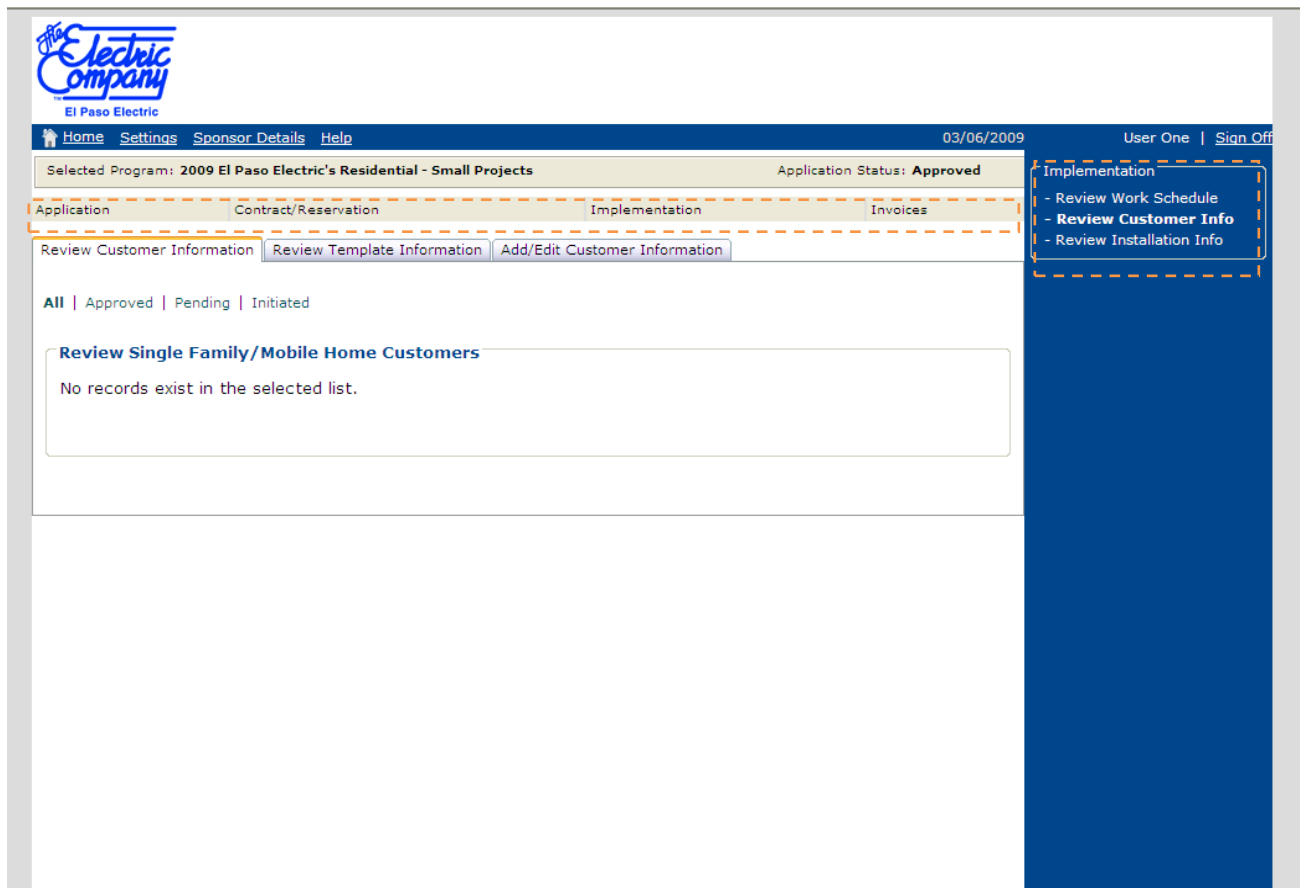 The
Electric
Company
TM
El Paso Electric
Home Settings Sponsor Details Help 03/06/2009 User One | Sign Off
Selected Program: 2009 El Paso Electric's Residential - Small Projects Application Status: Approved
Application Contract/Reservation Implementation Invoices
Review Customer Information Review Template Information Add/Edit Customer Information
All | Approved | Pending | Initiated
Review Single Family/Mobile Home Customers
No records exist in the selected list.
Implementation
- Review Work Schedule
- Review Customer Info
- Review Installation Info